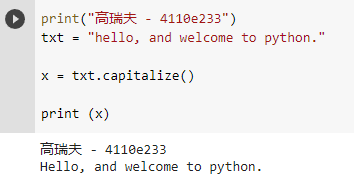 print("高瑞夫 - 4110e233")
txt = "hello, and welcome to python."
x = txt.capitalize()
print (x)
高瑞夫 - 4110e233
Hello, and welcome to python.